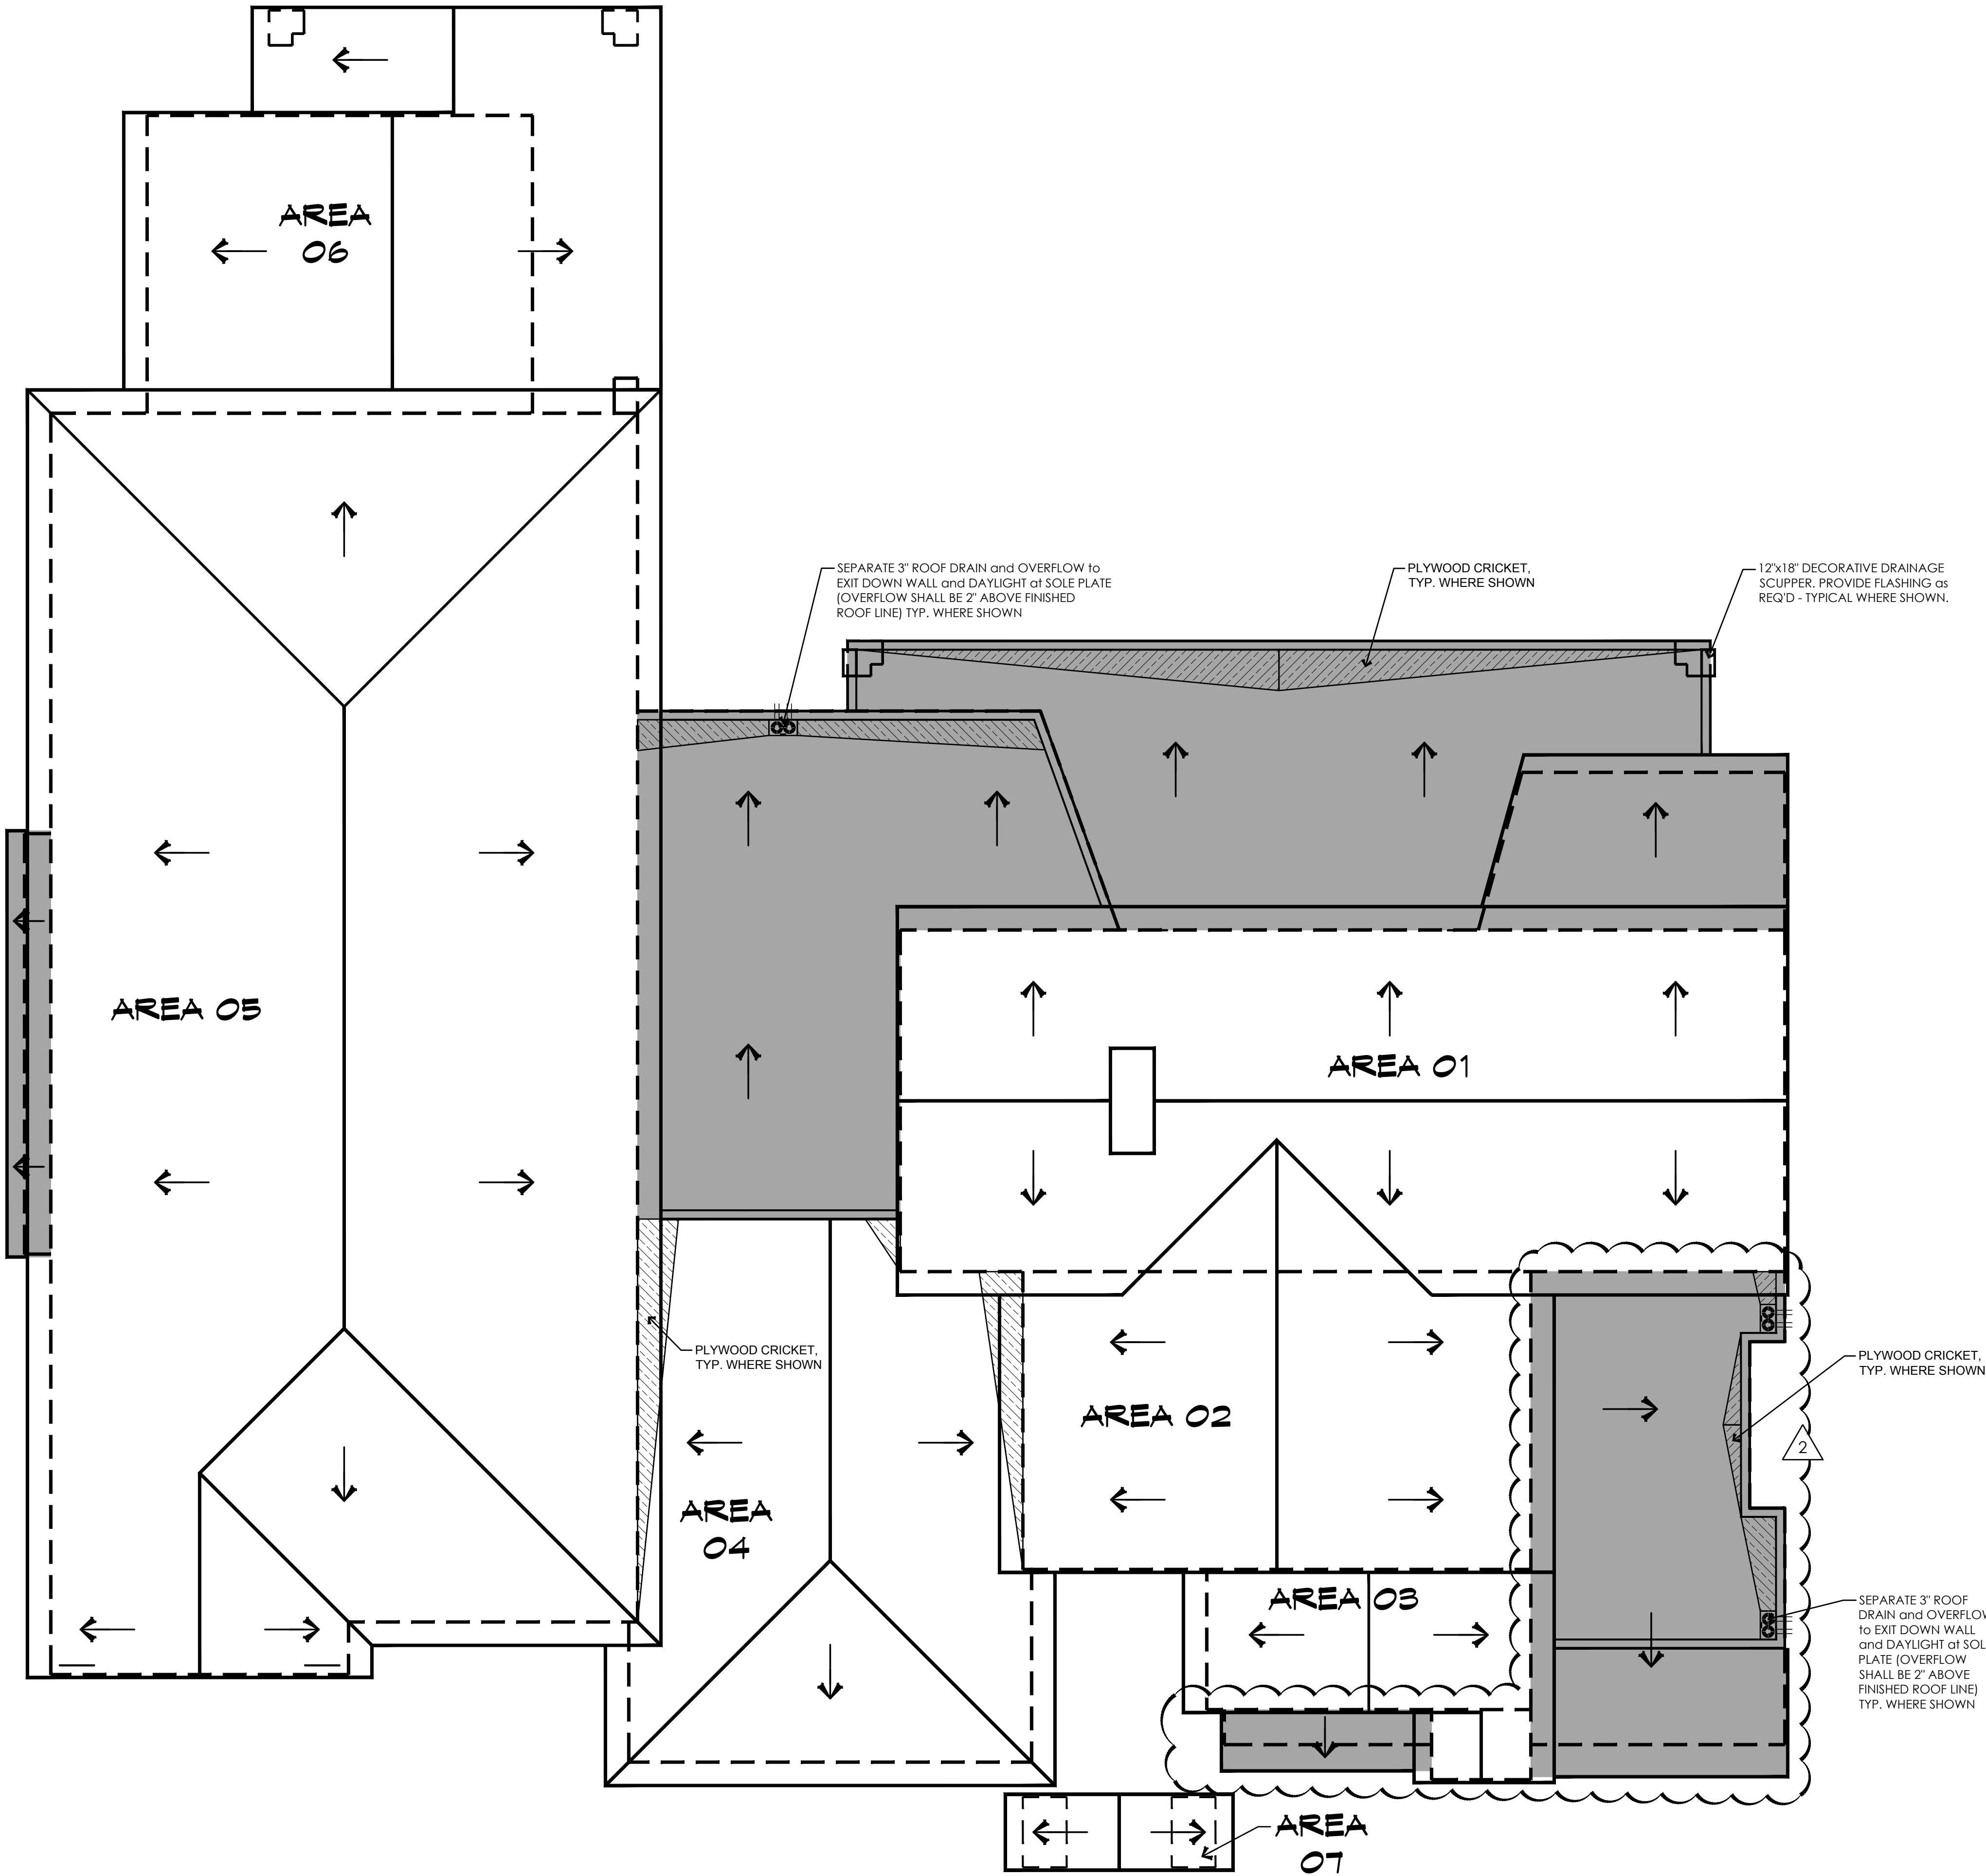 AREA
06
SEPARATE 3" ROOF DRAIN and OVERFLOW to
EXIT DOWN WALL and DAYLIGHT at SOLE PLATE
(OVERFLOW SHALL BE 2" ABOVE FINISHED
ROOF LINE) TYP. WHERE SHOWN
PLYWOOD CRICKET,
TYP. WHERE SHOWN
12"x18" DECORATIVE DRAINAGE
SCUPPER. PROVIDE FLASHING as
REQ'D - TYPICAL WHERE SHOWN.
AREA 05
AREA 01
PLYWOOD CRICKET,
TYP. WHERE SHOWN
PLYWOOD CRICKET,
TYP. WHERE SHOWN
AREA 02
2
AREA
04
AREA 03
SEPARATE 3" ROOF
DRAIN and OVERFLOW
to EXIT DOWN WALL
and DAYLIGHT at SOL
PLATE (OVERFLOW
SHALL BE 2" ABOVE
FINISHED ROOF LINE)
TYP. WHERE SHOWN
AREA
07